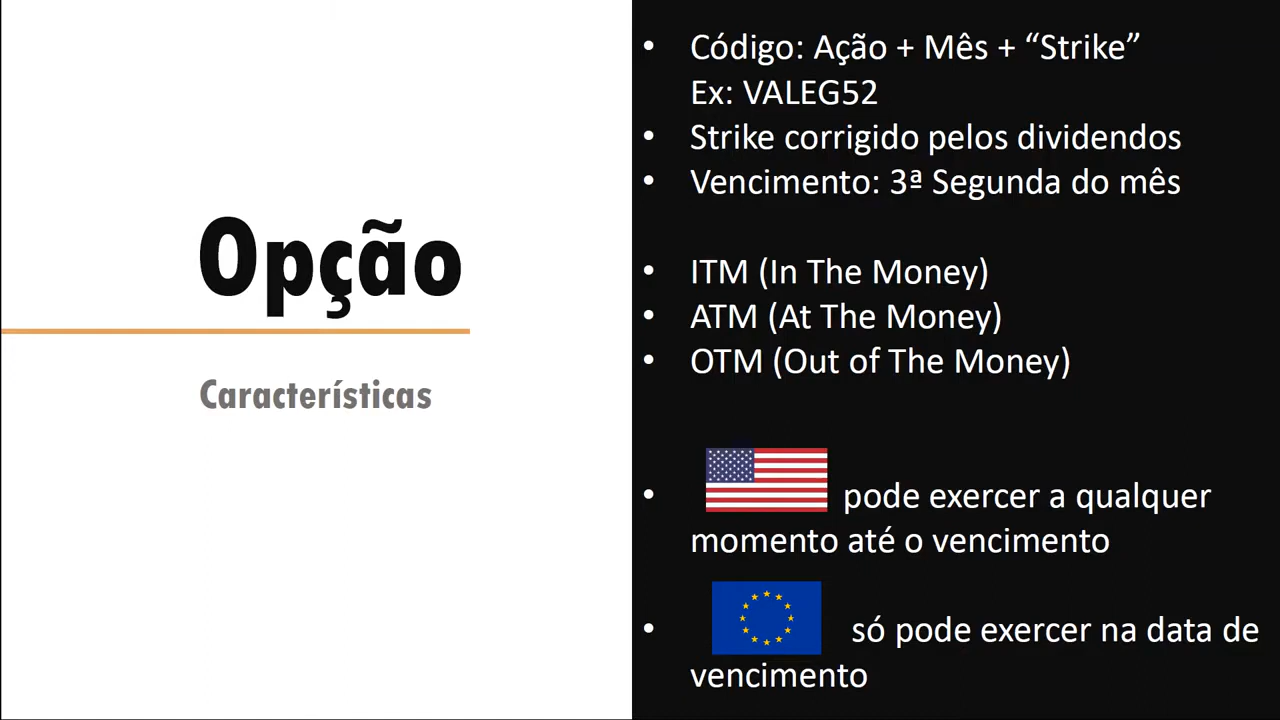 Opção
Características
• Código: Ação + Mês + “Strike”
Ex: VALEG52
• Strike corrigido pelos dividendos
• Vencimento: 3ª Segunda do mês
• ITM (In The Money)
• ATM (At The Money)
• OTM (Out of The Money)
• pode exercer a qualquer
momento até o vencimento
• só pode exercer na data de
vencimento